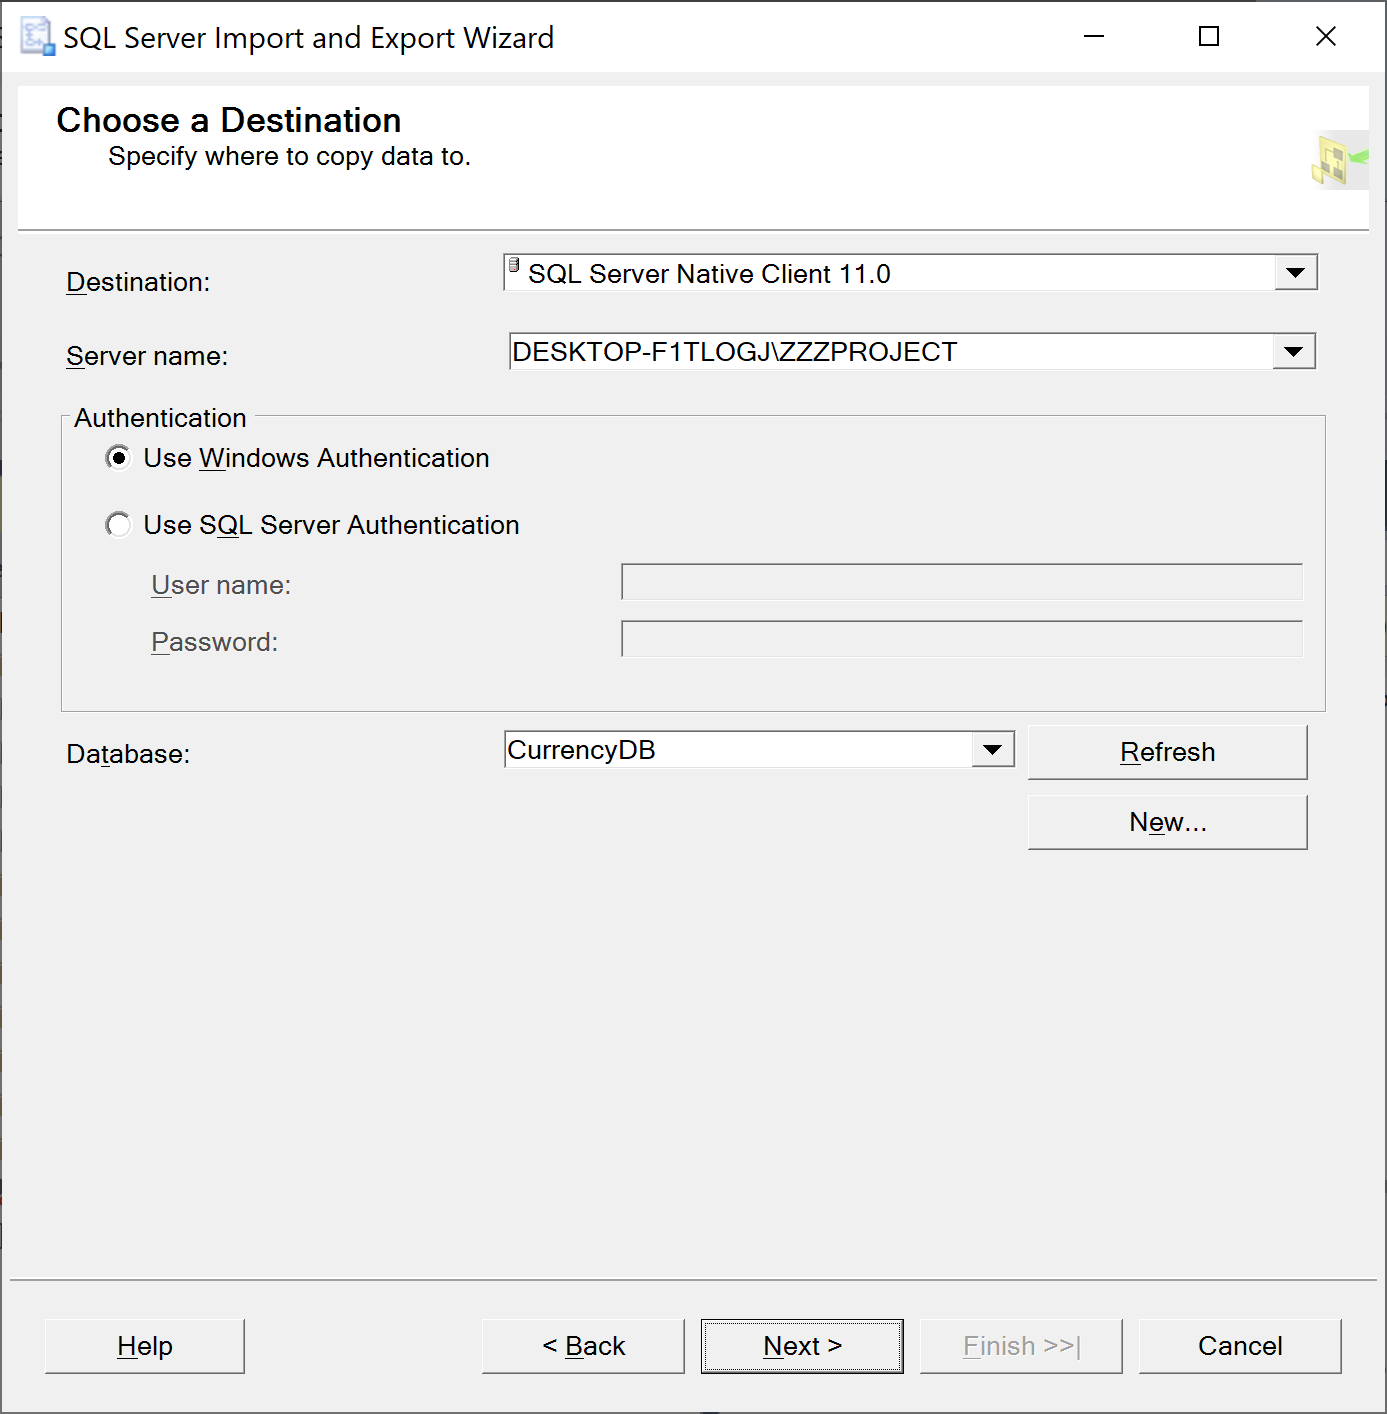 SQL Server Import and Export Wizard
Choose a Destination
Specify where to copy data to.
Destination:
SQL Server Native Client 11.0
Server name:
DESKTOP-F1TLOGJ\ZZZPROJECT
Authentication
Use Windows Authentication
Use SQL Server Authentication
User name:
Password:
Database:
CurrencyDB
Refresh
New...
Help
< Back
Next >
Finish >>|
Cancel